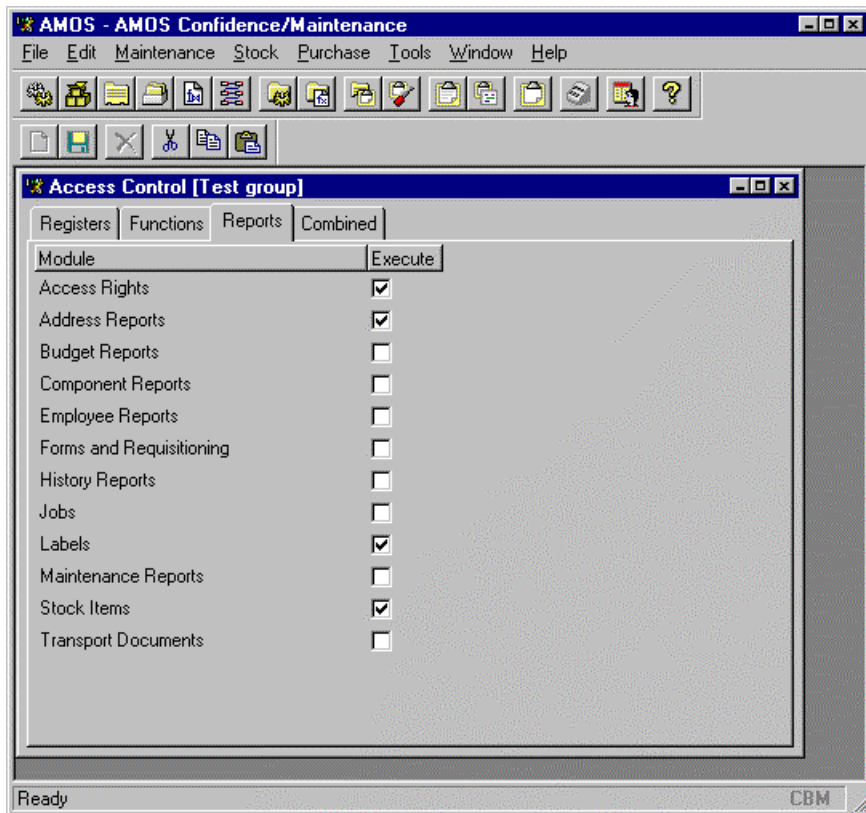 AMOS - AMOS Confidence/Maintenance
File Edit Maintenance Stock Purchase Tools Window Help
Access Control [Test group]
Registers Functions Reports Combined
Module Execute
Access Rights
Address Reports
Budget Reports
Component Reports
Employee Reports
Forms and Requisitioning
History Reports
Jobs
Labels
Maintenance Reports
Stock Items
Transport Documents
Ready CBM